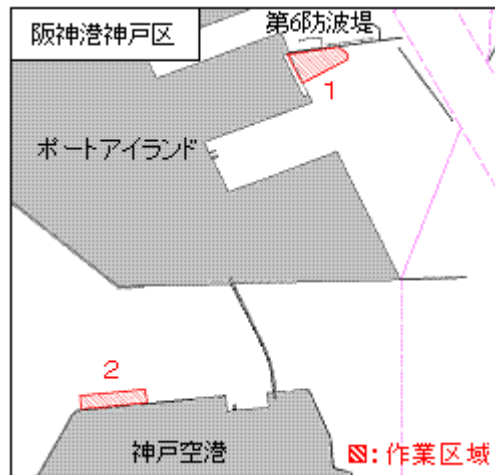 阪神港神戸区
第6防波堤
1
ポートアイランド
2
神戸空港
:作業区域